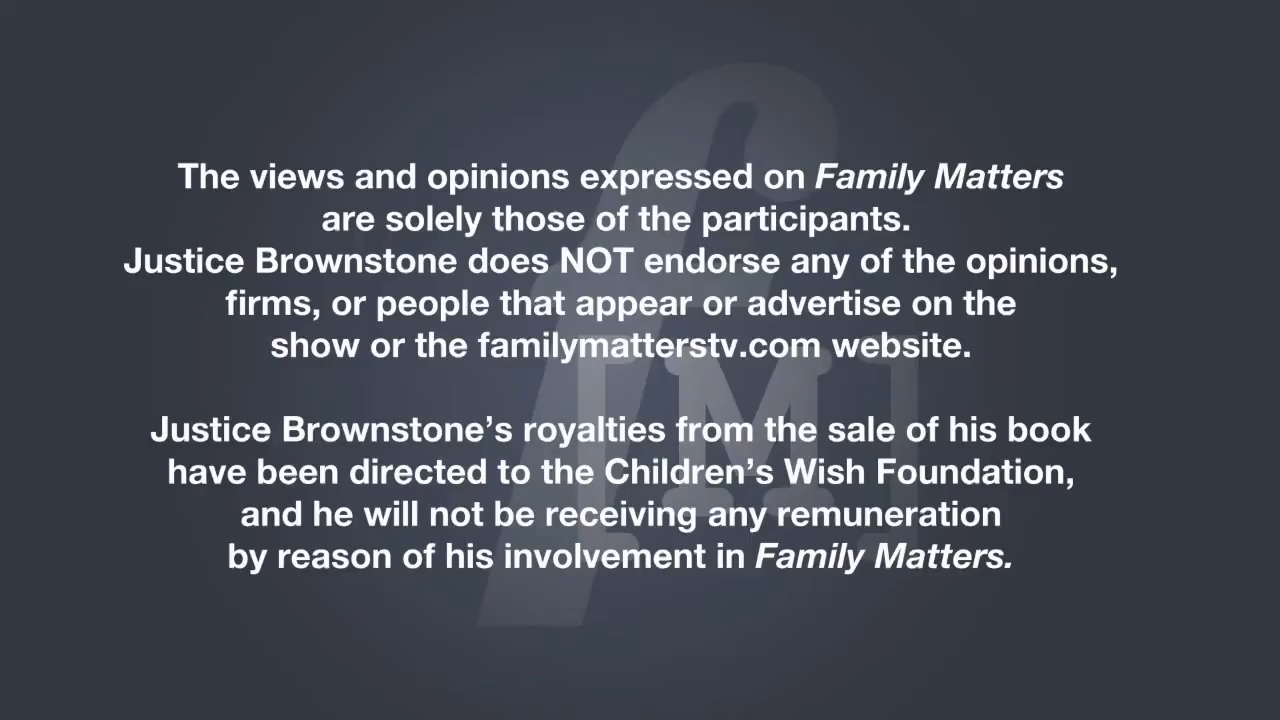 The views and opinions expressed on Family Matters
are solely those of the participants.
Justice Brownstone does NOT endorse any of the opinions,
firms, or people that appear or advertise on the
show or the familymatterstv.com website.
Justice Brownstone’s royalties from the sale of his book
have been directed to the Children’s Wish Foundation,
and he will not be receiving any remuneration
by reason of his involvement in Family Matters.
f
[M]